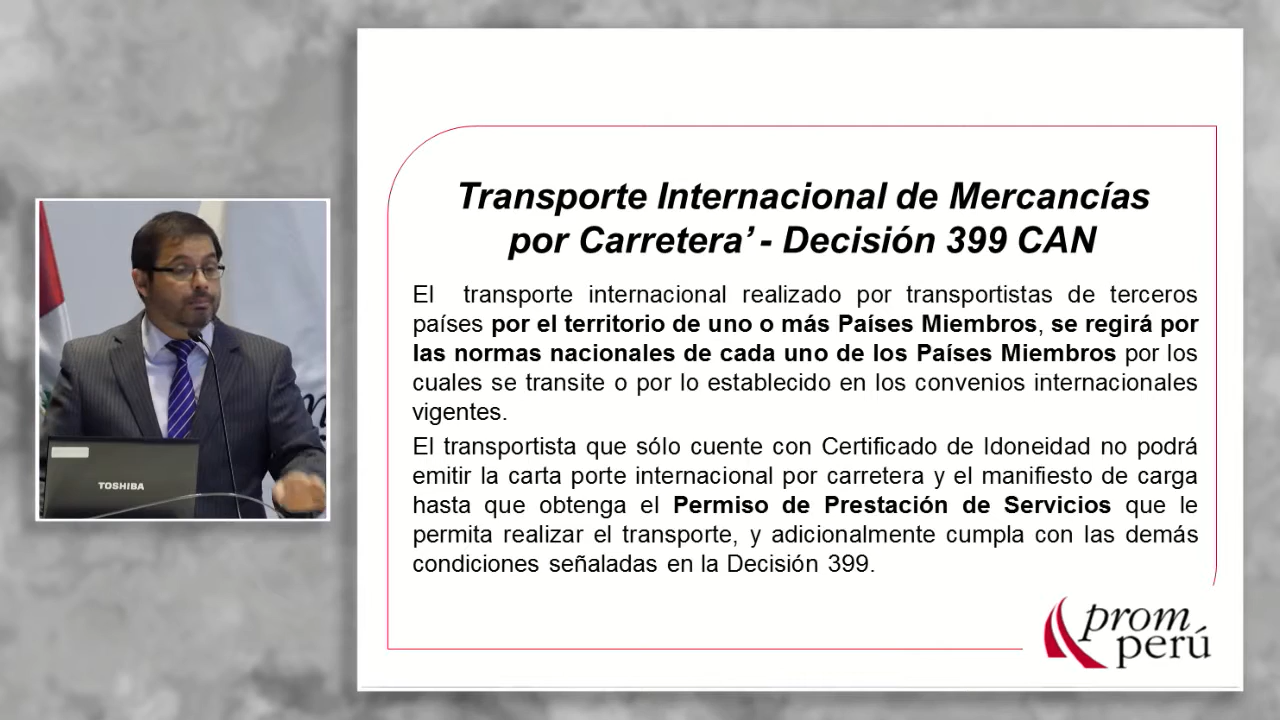 Transporte Internacional de Mercancías
por Carretera’ - Decisión 399 CAN
El transporte internacional realizado por transportistas de terceros
países por el territorio de uno o más Países Miembros, se regirá por
las normas nacionales de cada uno de los Países Miembros por los
cuales se transite o por lo establecido en los convenios internacionales
vigentes.
El transportista que sólo cuente con Certificado de Idoneidad no podrá
emitir la carta porte internacional por carretera y el manifiesto de carga
hasta que obtenga el Permiso de Prestación de Servicios que le
permita realizar el transporte, y adicionalmente cumpla con las demás
condiciones señaladas en la Decisión 399.
TOSHIBA
prom
perú